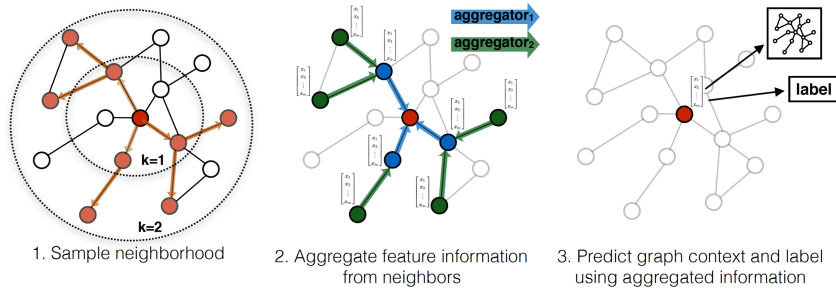 k=1
k=2
1. Sample neighborhood
aggregator₁
aggregator₂
2. Aggregate feature information
from neighbors
label
3. Predict graph context and label
using aggregated information